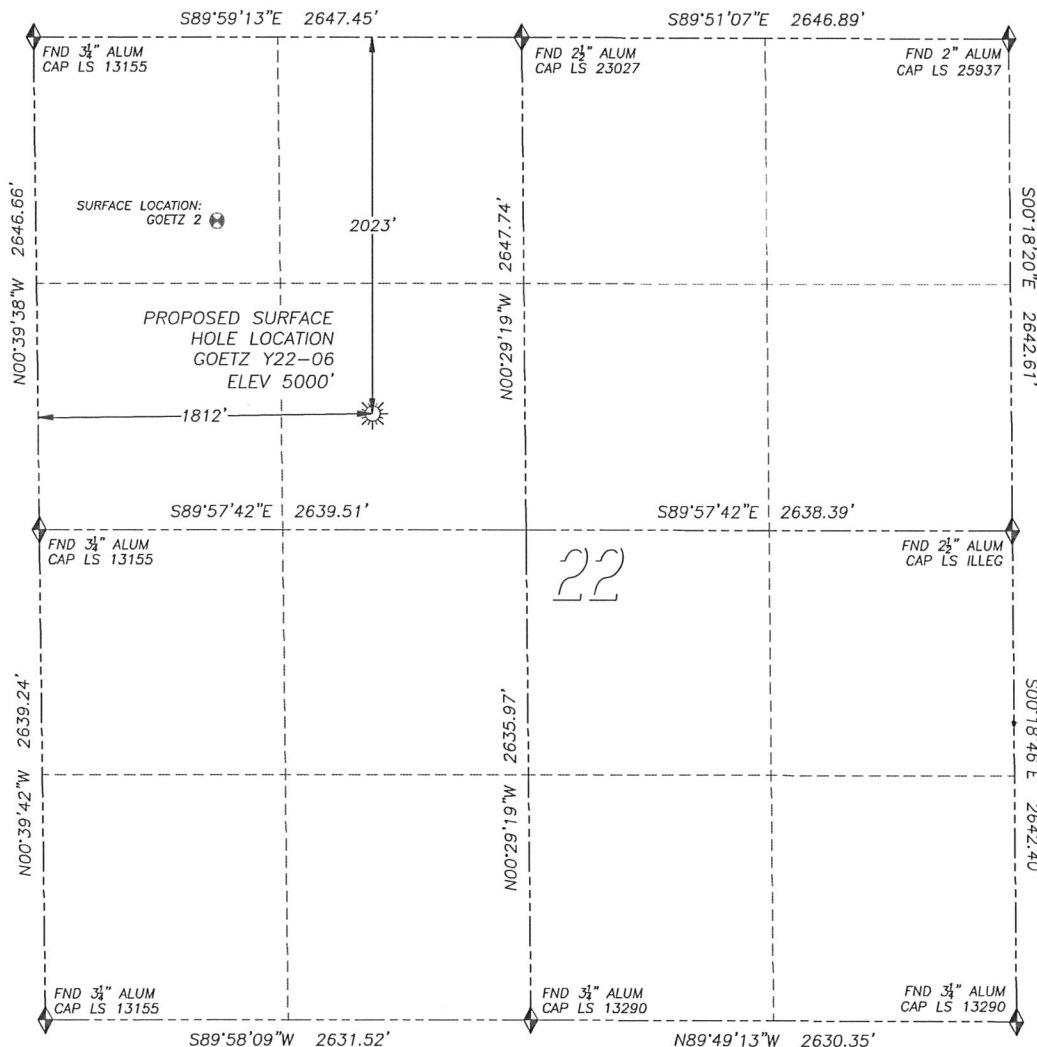 S89°59'13"E 2647.45'
S89°51'07"E 2646.89'
FND 3¼" ALUM
CAP LS 13155
FND 2½" ALUM
CAP LS 23027
FND 2" ALUM
CAP LS 25937
N00°39'38"W 2646.66'
SURFACE LOCATION:
GOETZ 2
2023'
N00°29'19"W 2647.74'
S00°18'20"E 2642.61'
PROPOSED SURFACE
HOLE LOCATION
GOETZ Y22-06
ELEV 5000'
1812'
S89°57'42"E 2639.51'
S89°57'42"E 2638.39'
FND 3¼" ALUM
CAP LS 13155
FND 2½" ALUM
CAP LS ILLEG
22
N00°39'42"W 2639.24'
N00°29'19"W 2635.97'
S00°18'46"E 2642.40
FND 3¼" ALUM
CAP LS 13155
FND 3¼" ALUM
CAP LS 13290
FND 3¼" ALUM
CAP LS 13290
S89°58'09"W 2631.52'
N89°49'13"W 2630.35'